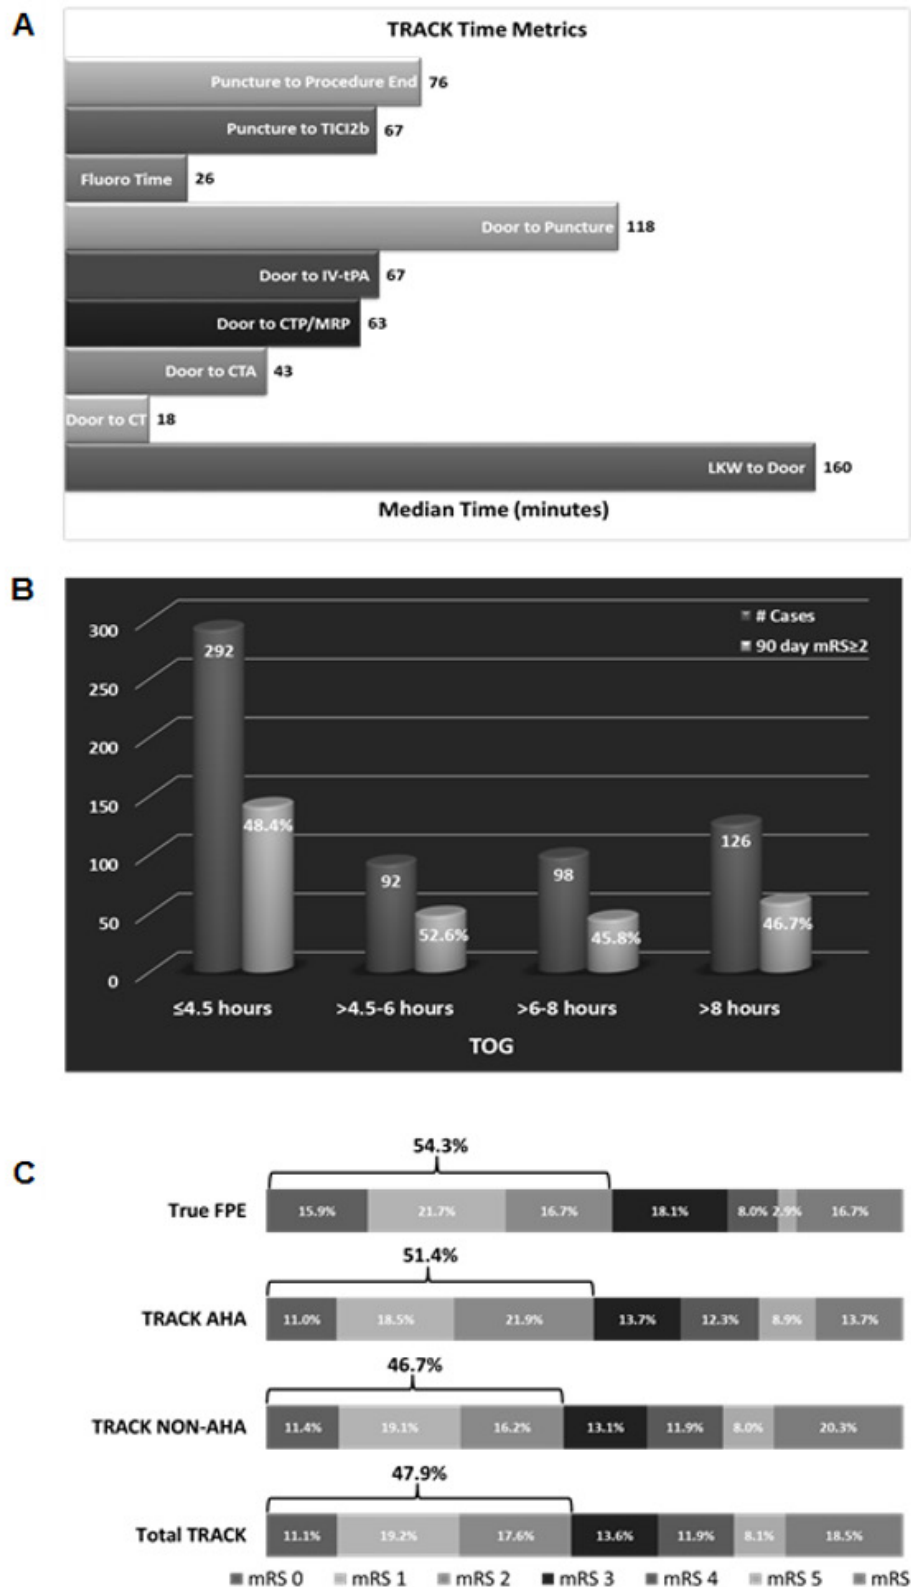 A
TRACK Time Metrics
Puncture to Procedure End 76
Puncture to TICI2b 67
Fluoro Time 26
Door to Puncture 118
Door to IV-tPA 67
Door to CTP/MRP 63
Door to CTA 43
Door to CT 18
LKW to Door 160
Median Time (minutes)
B
# Cases
90 day mRS≥2
300
250
200
150
100
50
0
292
48.4%
92
52.6%
98
45.8%
126
46.7%
≤4.5 hours >4.5-6 hours >6-8 hours >8 hours
TOG
C
54.3%
True FPE 15.9% 21.7% 16.7% 18.1% 8.0% 2.9% 16.7%
51.4%
TRACK AHA 11.0% 18.5% 21.9% 13.7% 12.3% 8.9% 13.7%
46.7%
TRACK NON-AHA 11.4% 19.1% 16.2% 13.1% 11.9% 8.0% 20.3%
47.9%
Total TRACK 11.1% 19.2% 17.6% 13.6% 11.9% 8.1% 18.5%
mRS 0 mRS 1 mRS 2 mRS 3 mRS 4 mRS 5 mRS